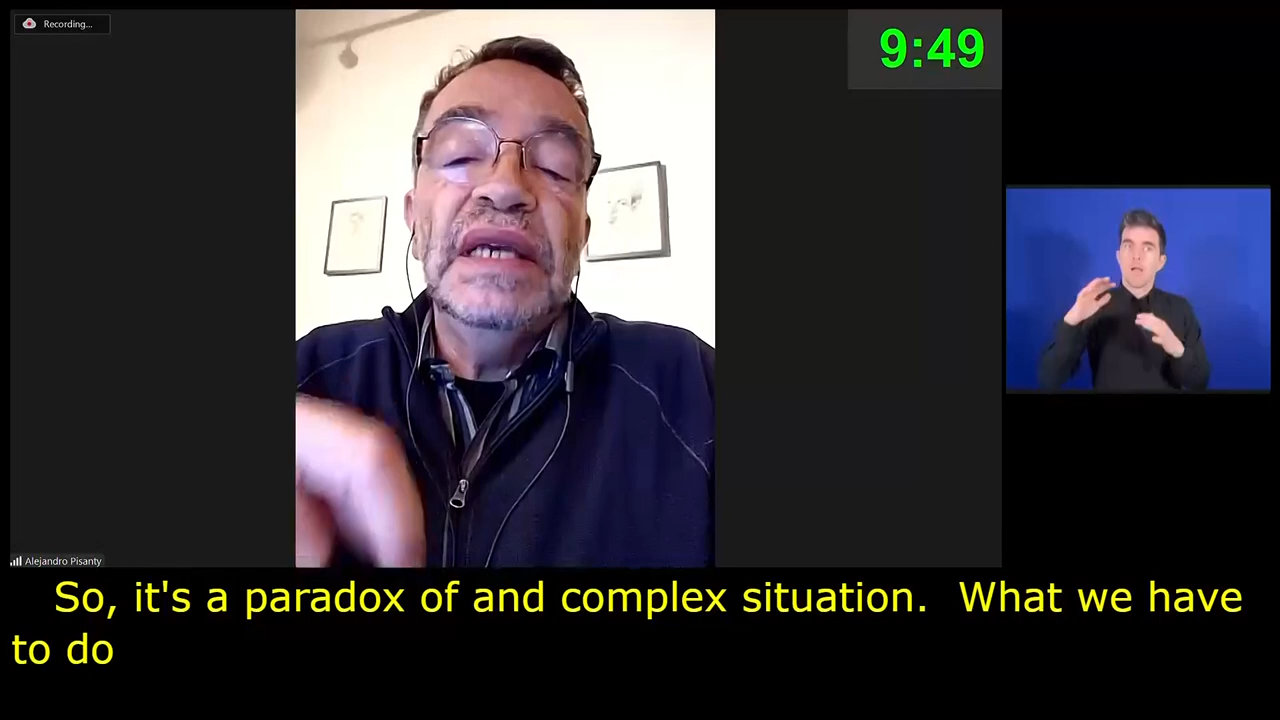 Recording...
9:49
Alejandro Pisanty
So, it's a paradox of and complex situation.  What we have
to do